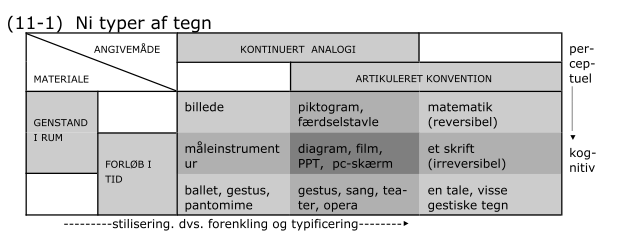 (11-1) Ni typer af tegn
ANGIVEMÅDE
KONTINUERT ANALOGI
per-
cep-
tuel
MATERIALE
ARTIKULERET KONVENTION
GENSTAND
I RUM
billede
piktogram,
færdselstavle
matematik
(reversibel)
FORLØB I
TID
måleinstrument
ur
diagram, film,
PPT, pc-skærm
et skrift
(irreversibel)
kog-
nitiv
ballet, gestus,
pantomime
gestus, sang, tea-
ter, opera
en tale, visse
gestiske tegn
---------stilisering. dvs. forenkling og typificering--------